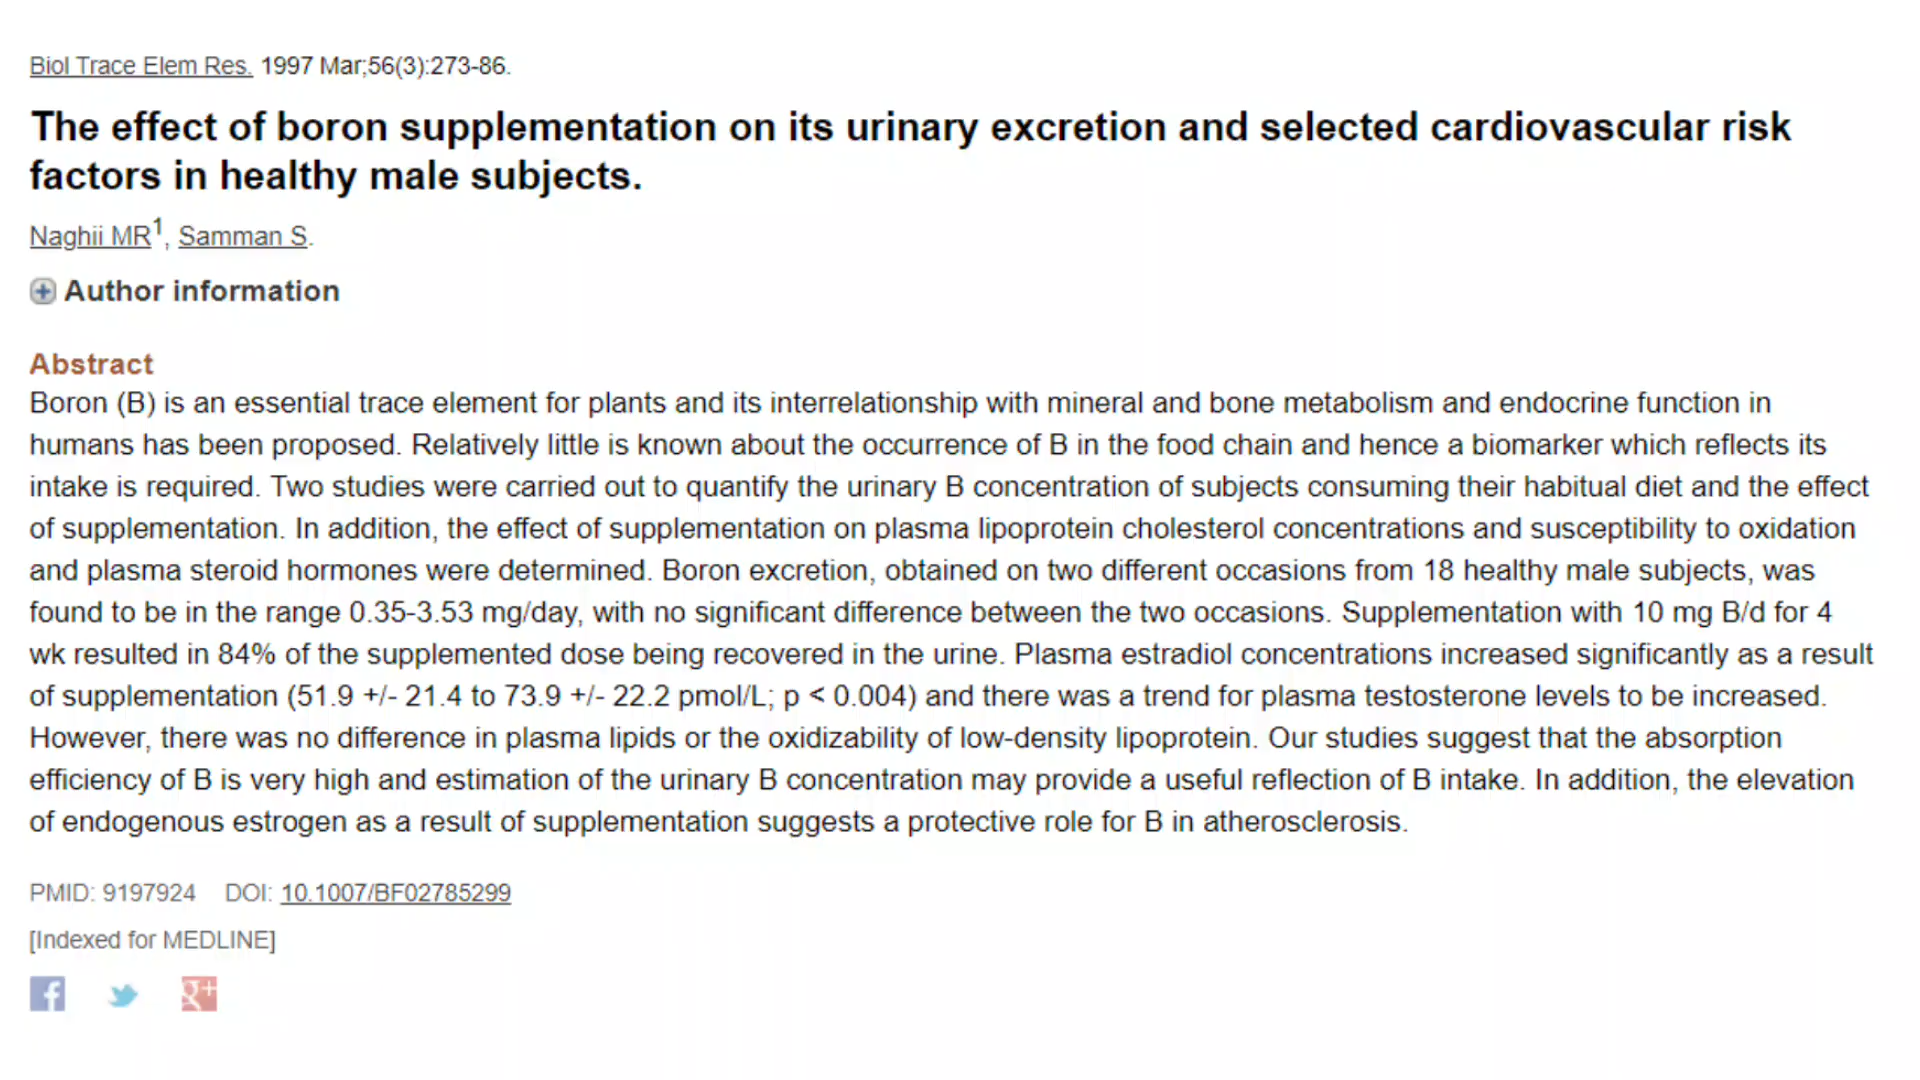 Biol Trace Elem Res. 1997 Mar;56(3):273-86.
The effect of boron supplementation on its urinary excretion and selected cardiovascular risk
factors in healthy male subjects.
Naghii MR1, Samman S.
Author information
Abstract
Boron (B) is an essential trace element for plants and its interrelationship with mineral and bone metabolism and endocrine function in
humans has been proposed. Relatively little is known about the occurrence of B in the food chain and hence a biomarker which reflects its
intake is required. Two studies were carried out to quantify the urinary B concentration of subjects consuming their habitual diet and the effect
of supplementation. In addition, the effect of supplementation on plasma lipoprotein cholesterol concentrations and susceptibility to oxidation
and plasma steroid hormones were determined. Boron excretion, obtained on two different occasions from 18 healthy male subjects, was
found to be in the range 0.35-3.53 mg/day, with no significant difference between the two occasions. Supplementation with 10 mg B/d for 4
wk resulted in 84% of the supplemented dose being recovered in the urine. Plasma estradiol concentrations increased significantly as a result
of supplementation (51.9 +/- 21.4 to 73.9 +/- 22.2 pmol/L; p < 0.004) and there was a trend for plasma testosterone levels to be increased.
However, there was no difference in plasma lipids or the oxidizability of low-density lipoprotein. Our studies suggest that the absorption
efficiency of B is very high and estimation of the urinary B concentration may provide a useful reflection of B intake. In addition, the elevation
of endogenous estrogen as a result of supplementation suggests a protective role for B in atherosclerosis.
PMID: 9197924 DOI: 10.1007/BF02785299
[Indexed for MEDLINE]
f g+